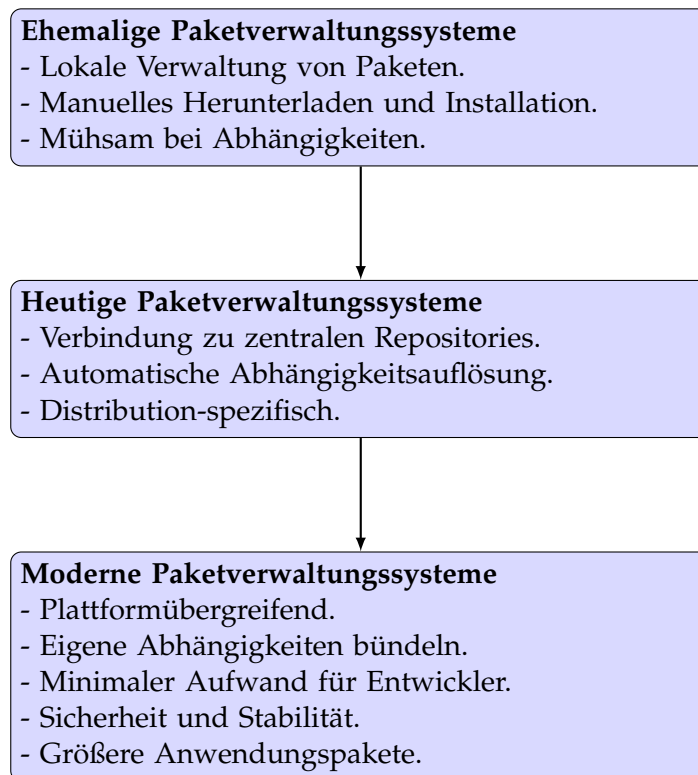 Ehemalige Paketverwaltungssysteme
- Lokale Verwaltung von Paketen.
- Manuelles Herunterladen und Installation.
- Mühsam bei Abhängigkeiten.
Heutige Paketverwaltungssysteme
- Verbindung zu zentralen Repositories.
- Automatische Abhängigkeitsauflösung.
- Distribution-spezifisch.
Moderne Paketverwaltungssysteme
- Plattformübergreifend.
- Eigene Abhängigkeiten bündeln.
- Minimaler Aufwand für Entwickler.
- Sicherheit und Stabilität.
- Größere Anwendungspakete.